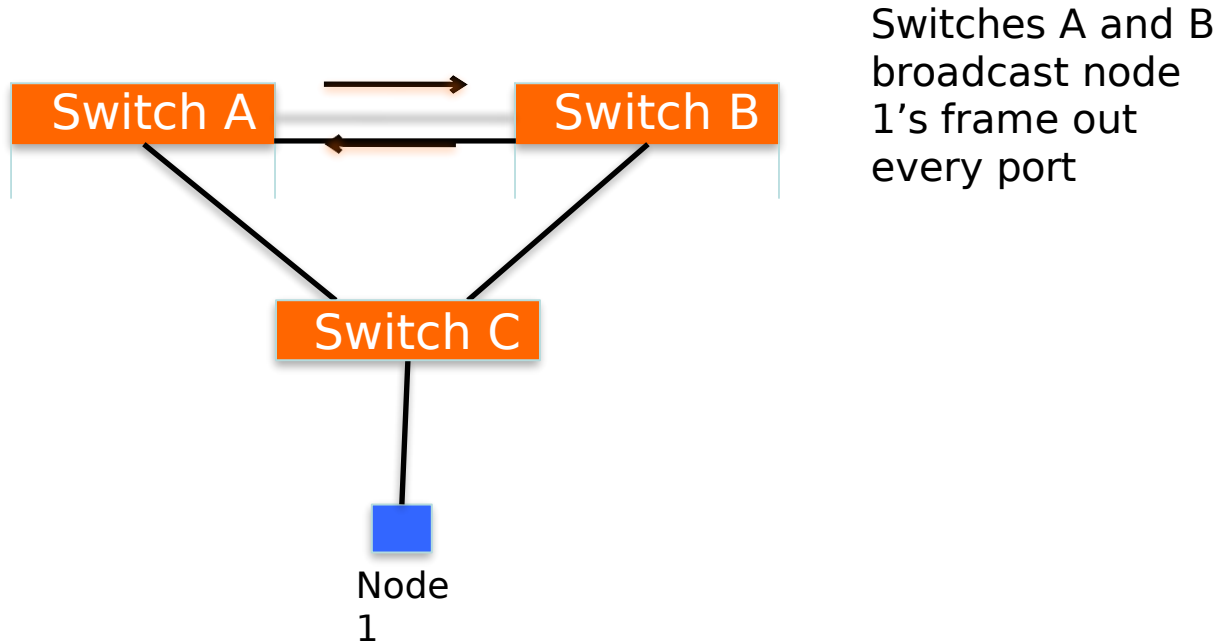 Switches A and B
broadcast node
1’s frame out
every port
Switch A
Switch B
Switch C
Node
1